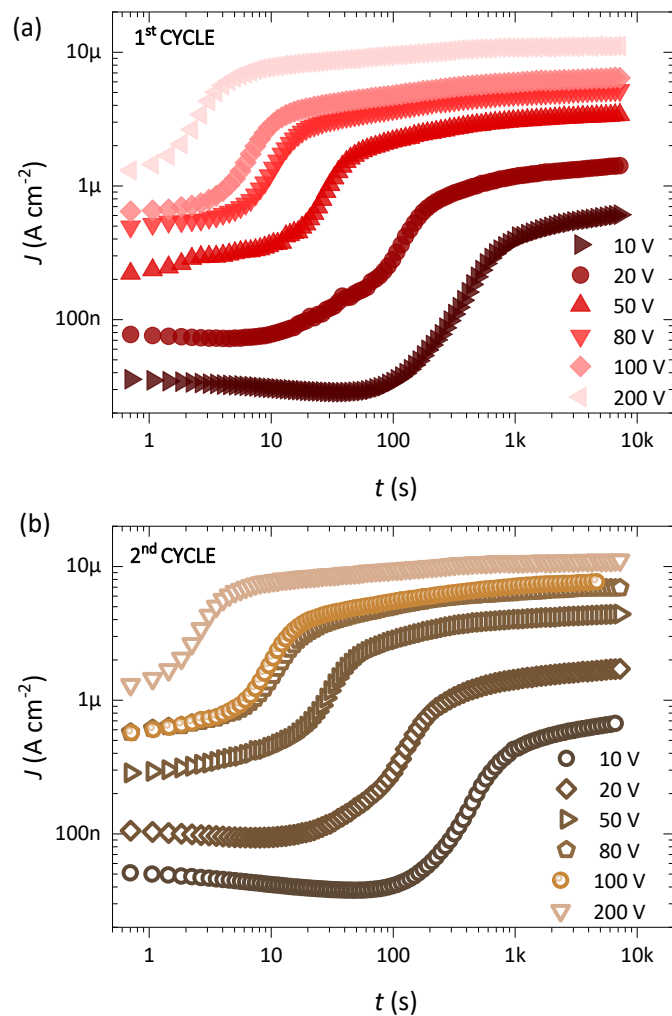 (a)
1st CYCLE
10µ
1µ
100n
J (A cm-2)
10 V
20 V
50 V
80 V
100 V
200 V
1 10 100 1k 10k
t (s)
(b)
2nd CYCLE
10µ
1µ
100n
J (A cm-2)
10 V
20 V
50 V
80 V
100 V
200 V
1 10 100 1k 10k
t (s)